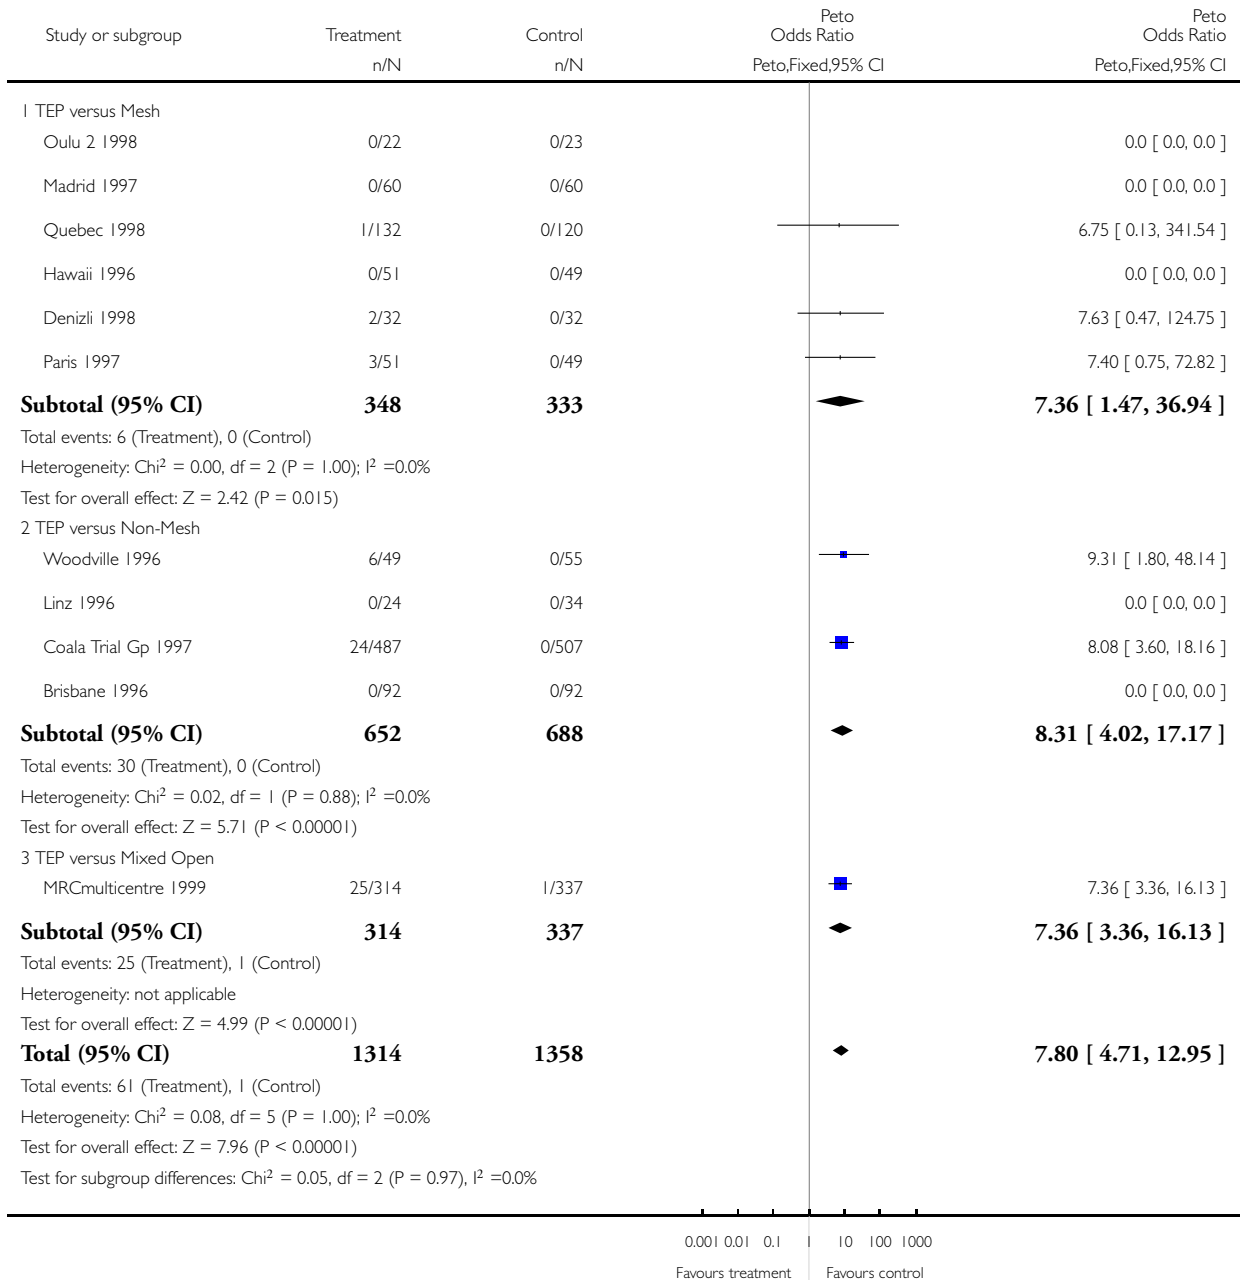 Peto Peto
Study or subgroup Treatment Control Odds Ratio Odds Ratio
n/N n/N Peto,Fixed,95% CI Peto,Fixed,95% CI
1 TEP versus Mesh
Oulu 2 1998 0/22 0/23 0.0 [ 0.0, 0.0 ]
Madrid 1997 0/60 0/60 0.0 [ 0.0, 0.0 ]
Quebec 1998 1/132 0/120 6.75 [ 0.13, 341.54 ]
Hawaii 1996 0/51 0/49 0.0 [ 0.0, 0.0 ]
Denizli 1998 2/32 0/32 7.63 [ 0.47, 124.75 ]
Paris 1997 3/51 0/49 7.40 [ 0.75, 72.82 ]
Subtotal (95% CI) 348 333 7.36 [ 1.47, 36.94 ]
Total events: 6 (Treatment), 0 (Control)
Heterogeneity: Chi² = 0.00, df = 2 (P = 1.00); I² =0.0%
Test for overall effect: Z = 2.42 (P = 0.015)
2 TEP versus Non-Mesh
Woodville 1996 6/49 0/55 9.31 [ 1.80, 48.14 ]
Linz 1996 0/24 0/34 0.0 [ 0.0, 0.0 ]
Coala Trial Gp 1997 24/487 0/507 8.08 [ 3.60, 18.16 ]
Brisbane 1996 0/92 0/92 0.0 [ 0.0, 0.0 ]
Subtotal (95% CI) 652 688 8.31 [ 4.02, 17.17 ]
Total events: 30 (Treatment), 0 (Control)
Heterogeneity: Chi² = 0.02, df = 1 (P = 0.88); I² =0.0%
Test for overall effect: Z = 5.71 (P < 0.00001)
3 TEP versus Mixed Open
MRCmulticentre 1999 25/314 1/337 7.36 [ 3.36, 16.13 ]
Subtotal (95% CI) 314 337 7.36 [ 3.36, 16.13 ]
Total events: 25 (Treatment), 1 (Control)
Heterogeneity: not applicable
Test for overall effect: Z = 4.99 (P < 0.00001)
Total (95% CI) 1314 1358 7.80 [ 4.71, 12.95 ]
Total events: 61 (Treatment), 1 (Control)
Heterogeneity: Chi² = 0.08, df = 5 (P = 1.00); I² =0.0%
Test for overall effect: Z = 7.96 (P < 0.00001)
Test for subgroup differences: Chi² = 0.05, df = 2 (P = 0.97), I² =0.0%
0.001 0.01 0.1 1 10 100 1000
Favours treatment Favours control